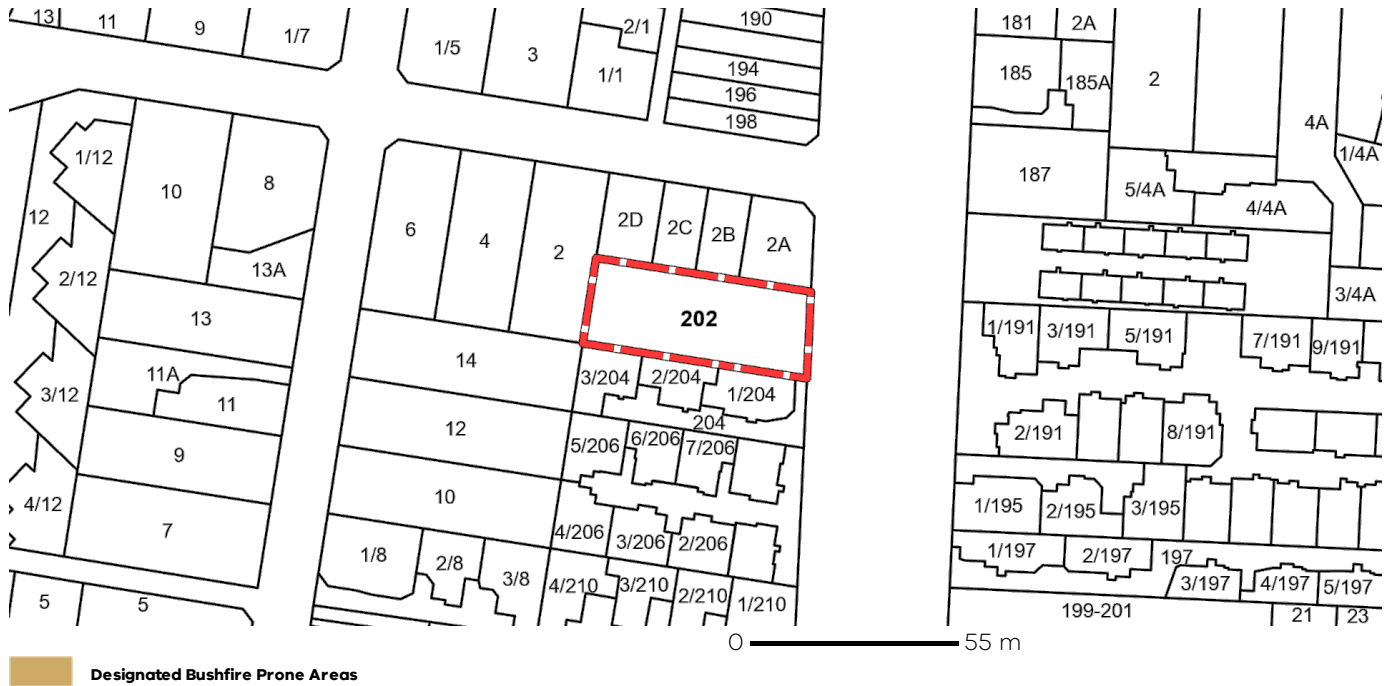 13 11 9 1/7 1/5 3 2/1 190 181 2A
1/1 194 185 185A 2
196
198 4A
1/12 1/4A
10 8 187 5/4A
12 6 4 2 2D 2C 2B 2A 4/4A
2/12 13A 3/4A
13 202 1/191 3/191 5/191 7/191 9/191
14
11A 3/204 2/204 1/204
3/12 11 204
12 5/206 6/206 7/206 2/191 8/191
9
10
4/12 7 4/206 3/206 2/206 1/195 2/195 3/195
1/8 2/8 3/8 1/197 2/197 197
4/210 3/210 2/210 1/210 3/197 4/197 5/197
5 5 199-201 21 23
0 55 m
Designated Bushfire Prone Areas